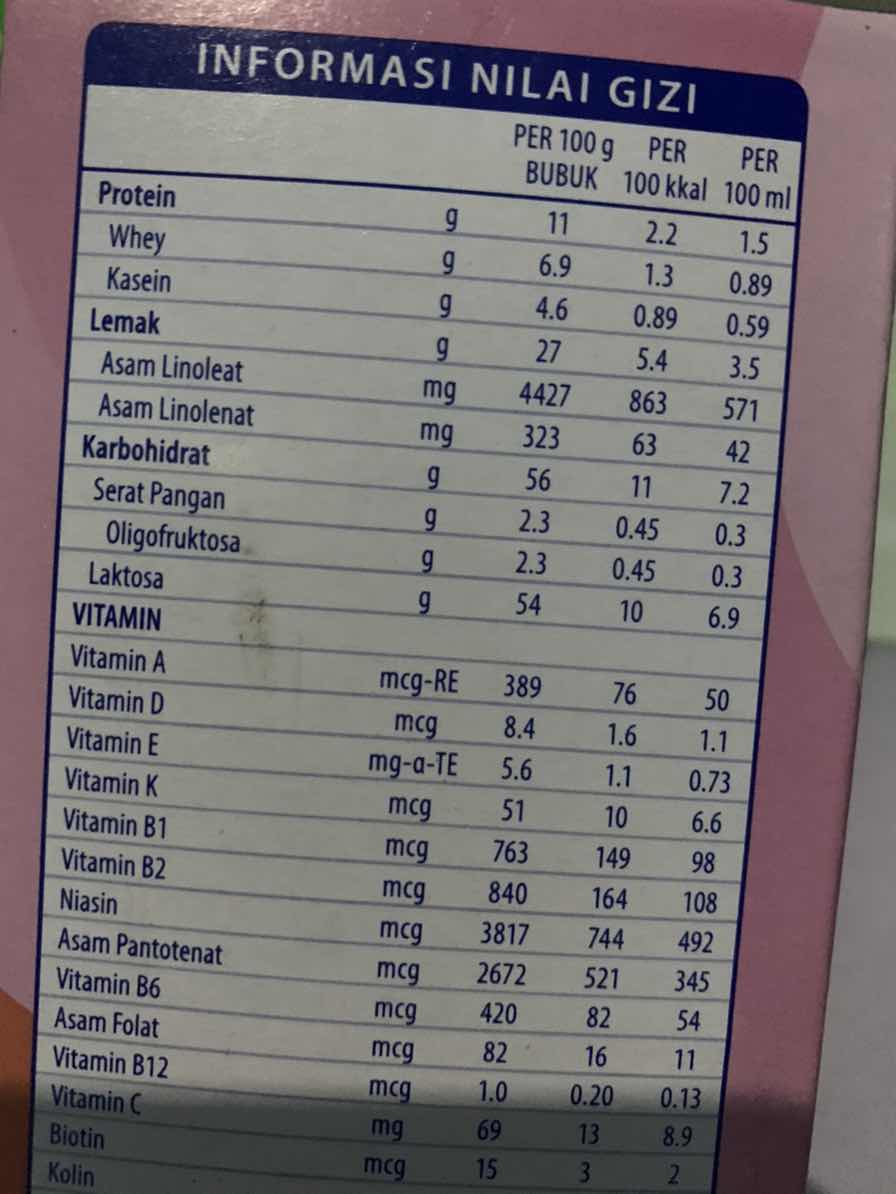 INFORMASI NILAI GIZI
PER 100 g BUBUK PER 100 kkal PER 100 ml
Protein g 11 2.2 1.5
Whey g 6.9 1.3 0.89
Kasein g 4.6 0.89 0.59
Lemak g 27 5.4 3.5
Asam Linoleat mg 4427 863 571
Asam Linolenat mg 323 63 42
Karbohidrat g 56 11 7.2
Serat Pangan g 2.3 0.45 0.3
Oligofruktosa g 2.3 0.45 0.3
Laktosa g 54 10 6.9
VITAMIN
Vitamin A mcg-RE 389 76 50
Vitamin D mcg 8.4 1.6 1.1
Vitamin E mg-α-TE 5.6 1.1 0.73
Vitamin K mcg 51 10 6.6
Vitamin B1 mcg 763 149 98
Vitamin B2 mcg 840 164 108
Niasin mcg 3817 744 492
Asam Pantotenat mcg 2672 521 345
Vitamin B6 mcg 420 82 54
Asam Folat mcg 82 16 11
Vitamin B12 mcg 1.0 0.20 0.13
Vitamin C mg 69 13 8.9
Biotin mcg 15 3 2
Kolin